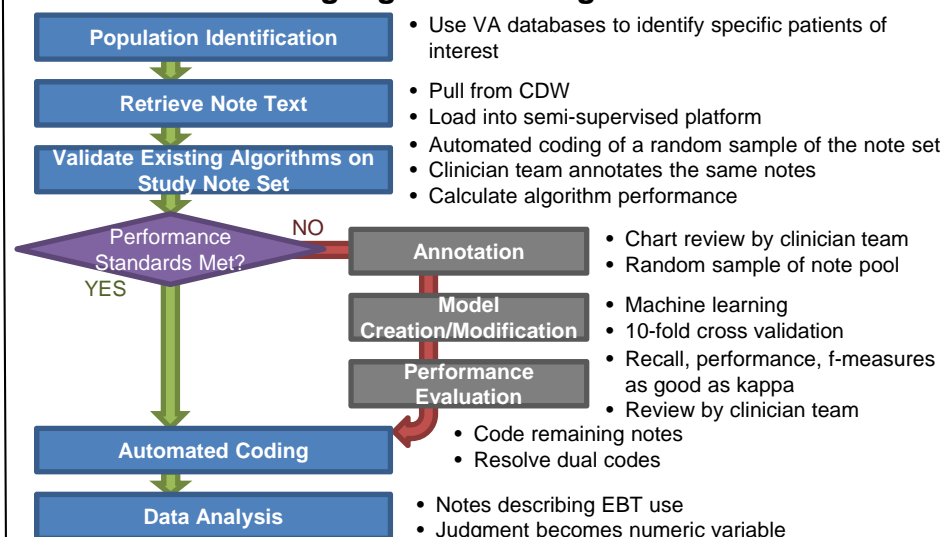 Population Identification
• Use VA databases to identify specific patients of
interest
Retrieve Note Text
• Pull from CDW
• Load into semi-supervised platform
Validate Existing Algorithms on
Study Note Set
• Automated coding of a random sample of the note set
• Clinician team annotates the same notes
• Calculate algorithm performance
Performance
Standards Met?
NO
YES
Annotation
• Chart review by clinician team
• Random sample of note pool
Model
Creation/Modification
• Machine learning
• 10-fold cross validation
Performance
Evaluation
• Recall, performance, f-measures
as good as kappa
• Review by clinician team
Automated Coding
• Code remaining notes
• Resolve dual codes
Data Analysis
• Notes describing EBT use
• Judgment becomes numeric variable